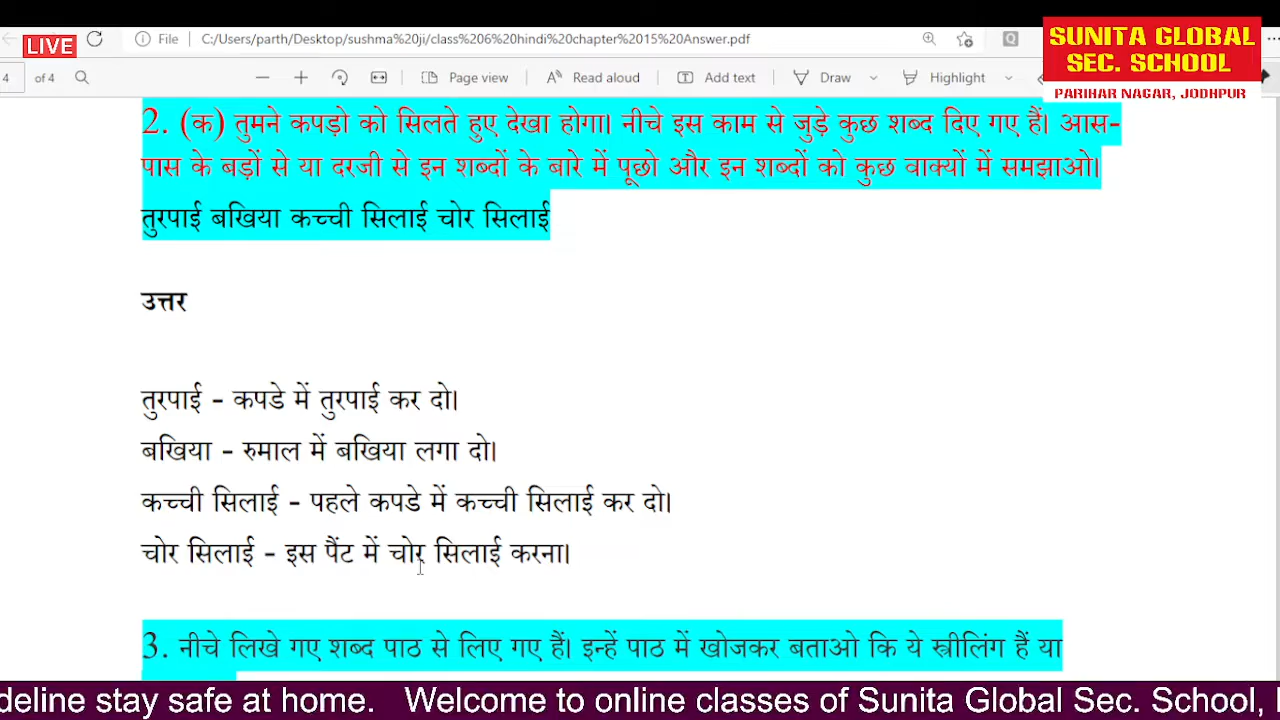 LIVE
File C:/Users/parth/Desktop/sharma%20ji/class%206%20hindi%20chapter%2015%20Answer.pdf
SUNITA GLOBAL
SEC. SCHOOL
PARIHAR NAGAR, JODHPUR
4 of 4 Page view Read aloud Add text Draw Highlight
2. (क) तुमने कपड़ो को सिलते हुए देखा होगा। नीचे इस काम से जुड़े कुछ शब्द दिए गए हैं। आस-
पास के बड़ों से या दरजी से इन शब्दों के बारे में पूछो और इन शब्दों को कुछ वाक्यों में समझाओ।
तुरपाई बखिया कच्ची सिलाई चोर सिलाई
उत्तर
तुरपाई - कपडे में तुरपाई कर दो।
बखिया - रुमाल में बखिया लगा दो।
कच्ची सिलाई - पहले कपडे में कच्ची सिलाई कर दो।
चोर सिलाई - इस पैंट में चोर सिलाई करना।
3. नीचे लिखे गए शब्द पाठ से लिए गए हैं। इन्हें पाठ में खोजकर बताओ कि ये स्त्रीलिंग हैं या
deline stay safe at home. Welcome to online classes of Sunita Global Sec. School,